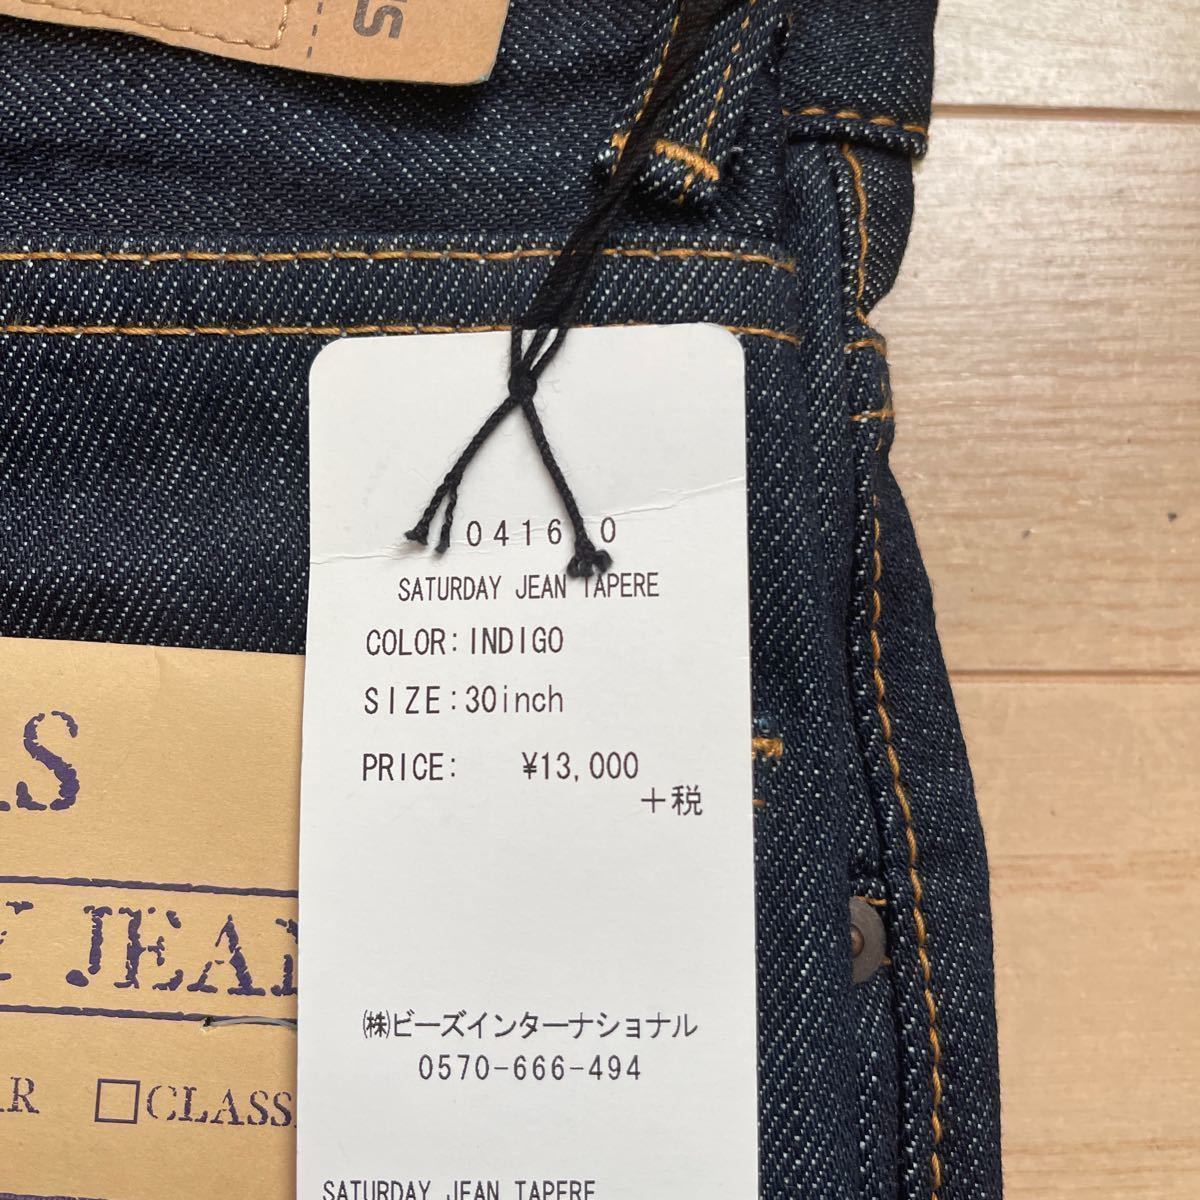 SATURDAY JEAN TAPERE
COLOR: INDIGO
SIZE: 30inch
PRICE: ¥13,000
+税
㈱ビーズインターナショナル
0570-666-494
SATURDAY JEAN TAPERE